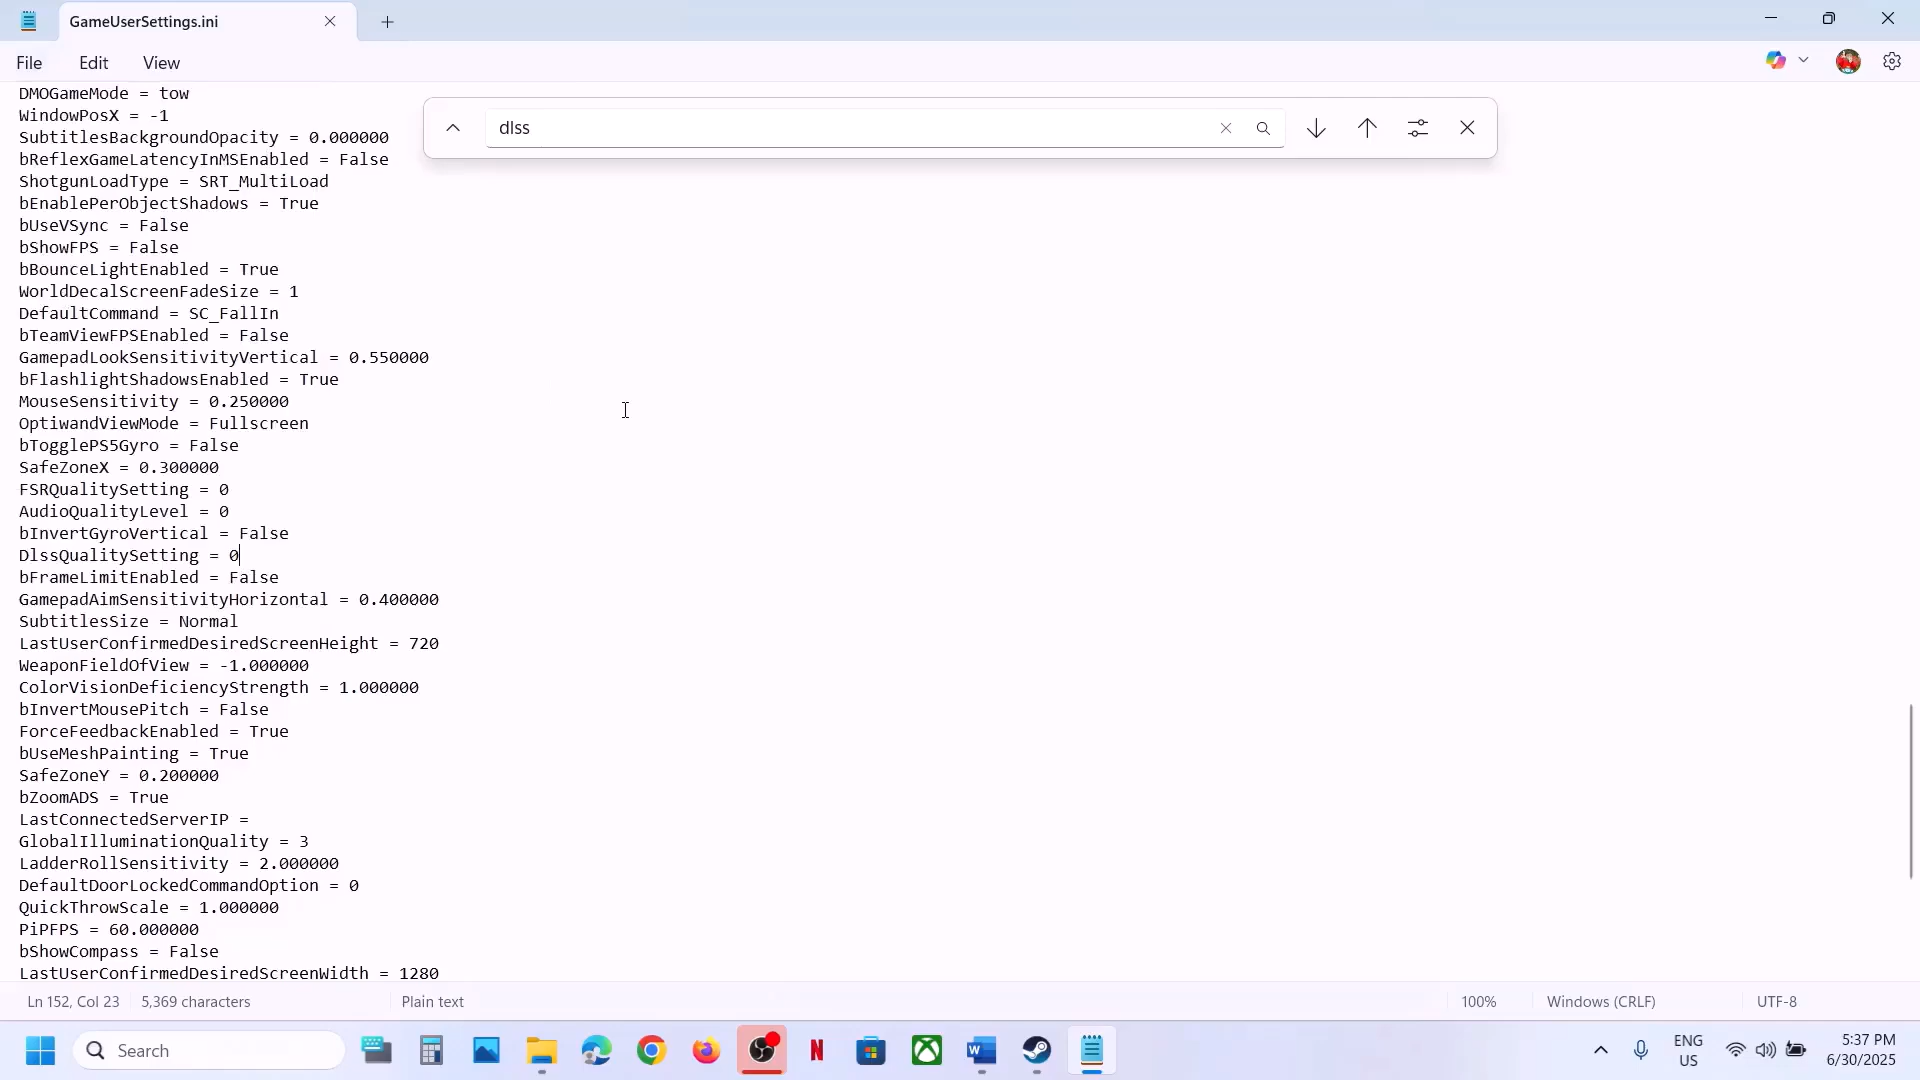 GameUserSettings.ini
File Edit View
dlss
DMOGameMode = tow
WindowPosX = -1
SubtitlesBackgroundOpacity = 0.000000
bReflexGameLatencyInMSEnabled = False
ShotgunLoadType = SRT_MultiLoad
bEnablePerObjectShadows = True
bUseVSync = False
bShowFPS = False
bBounceLightEnabled = True
WorldDecalScreenFadeSize = 1
DefaultCommand = SC_FallIn
bTeamViewFPSEnabled = False
GamepadLookSensitivityVertical = 0.550000
bFlashlightShadowsEnabled = True
MouseSensitivity = 0.250000
OptiwandViewMode = Fullscreen
bTogglePS5Gyro = False
SafeZoneX = 0.300000
FSRQualitySetting = 0
AudioQualityLevel = 0
bInvertGyroVertical = False
DlssQualitySetting = 0
bFrameLimitEnabled = False
GamepadAimSensitivityHorizontal = 0.400000
SubtitlesSize = Normal
LastUserConfirmedDesiredScreenHeight = 720
WeaponFieldOfView = -1.000000
ColorVisionDeficiencyStrength = 1.000000
bInvertMousePitch = False
ForceFeedbackEnabled = True
bUseMeshPainting = True
SafeZoneY = 0.200000
bZoomADS = True
LastConnectedServerIP =
GlobalIlluminationQuality = 3
LadderRollSensitivity = 2.000000
DefaultDoorLockedCommandOption = 0
QuickThrowScale = 1.000000
PiPFPS = 60.000000
bShowCompass = False
LastUserConfirmedDesiredScreenWidth = 1280
Ln 152, Col 23 5,369 characters Plain text 100% Windows (CRLF) UTF-8
Search
ENG
US
5:37 PM
6/30/2025